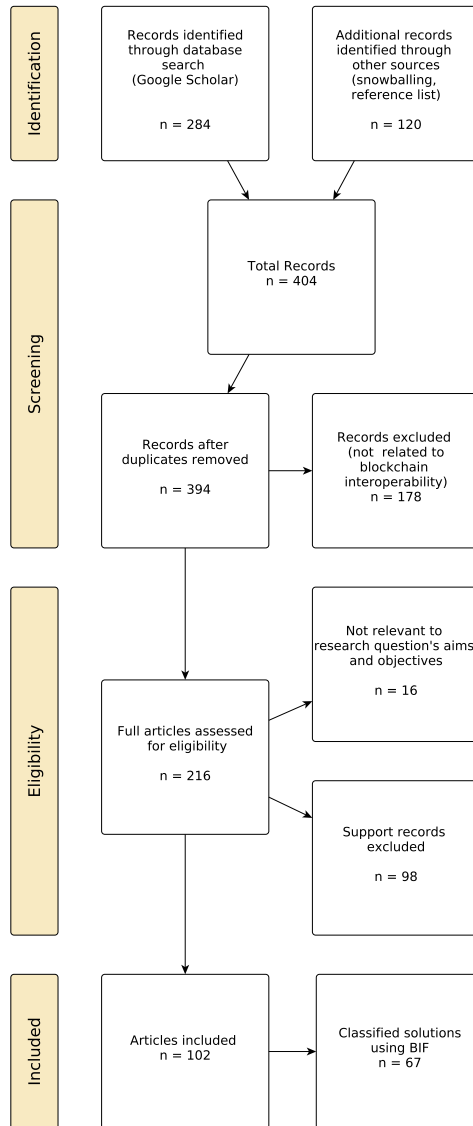 Identification
Records identified
through database
search
(Google Scholar)
n = 284
Additional records
identified through
other sources
(snowballing,
reference list)
n = 120
Screening
Total Records
n = 404
Records after
duplicates removed
n = 394
Records excluded
(not related to
blockchain
interoperability)
n = 178
Eligibility
Not relevant to
research question's aims
and objectives
n = 16
Full articles assessed
for eligibility
n = 216
Support records
excluded
n = 98
Included
Articles included
n = 102
Classified solutions
using BIF
n = 67